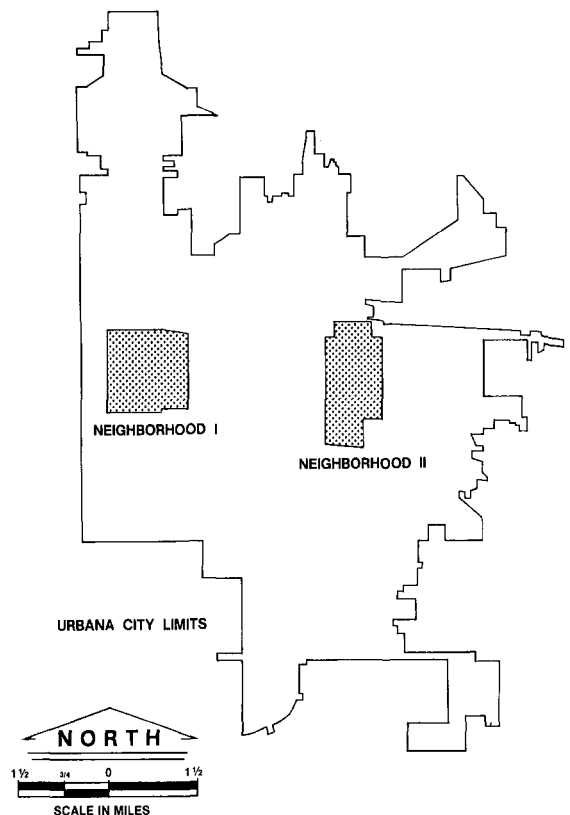 NEIGHBORHOOD I
NEIGHBORHOOD II
URBANA CITY LIMITS
NORTH
1 ½ 3/4 0 1 ½
SCALE IN MILES